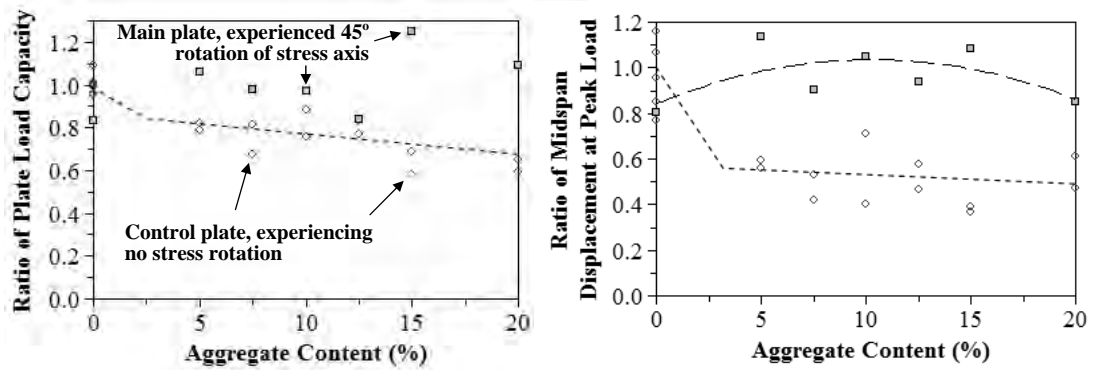 Ratio of Plate Load Capacity
1.2
1.0
0.8
0.6
0.4
0.2
0.0
Main plate, experienced 45º
rotation of stress axis
Control plate, experiencing
no stress rotation
0 5 10 15 20
Aggregate Content (%)
Ratio of Midspan
Displacement at Peak Load
1.2
1.0
0.8
0.6
0.4
0.2
0.0
0 5 10 15 20
Aggregate Content (%)